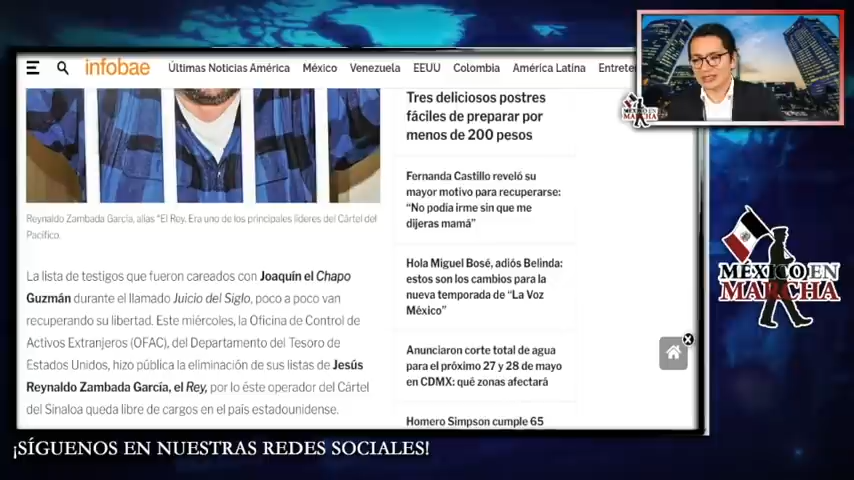 infobae
Últimas Noticias América México Venezuela EEUU Colombia América Latina Entrete
Reynaldo Zambada García, alias "El Rey. Era uno de los principales líderes del Cártel del
Pacífico.
La lista de testigos que fueron careados con Joaquín el Chapo
Guzmán durante el llamado Juicio del Siglo, poco a poco van
recuperando su libertad. Este miércoles, la Oficina de Control de
Activos Extranjeros (OFAC), del Departamento del Tesoro de
Estados Unidos, hizo pública la eliminación de sus listas de Jesús
Reynaldo Zambada García, el Rey, por lo éste operador del Cártel
del Sinaloa queda libre de cargos en el país estadounidense.
Tres deliciosos postres
fáciles de preparar por
menos de 200 pesos
Fernanda Castillo reveló su
mayor motivo para recuperarse:
"No podía irme sin que me
dijeras mamá"
Hola Miguel Bosé, adiós Belinda:
estos son los cambios para la
nueva temporada de "La Voz
México"
Anunciaron corte total de agua
para el próximo 27 y 28 de mayo
en CDMX: qué zonas afectará
Homero Simpson cumple 65
x
MÉXICO EN
MARCHA
MÉXICO EN
MARCHA
¡SÍGUENOS EN NUESTRAS REDES SOCIALES!